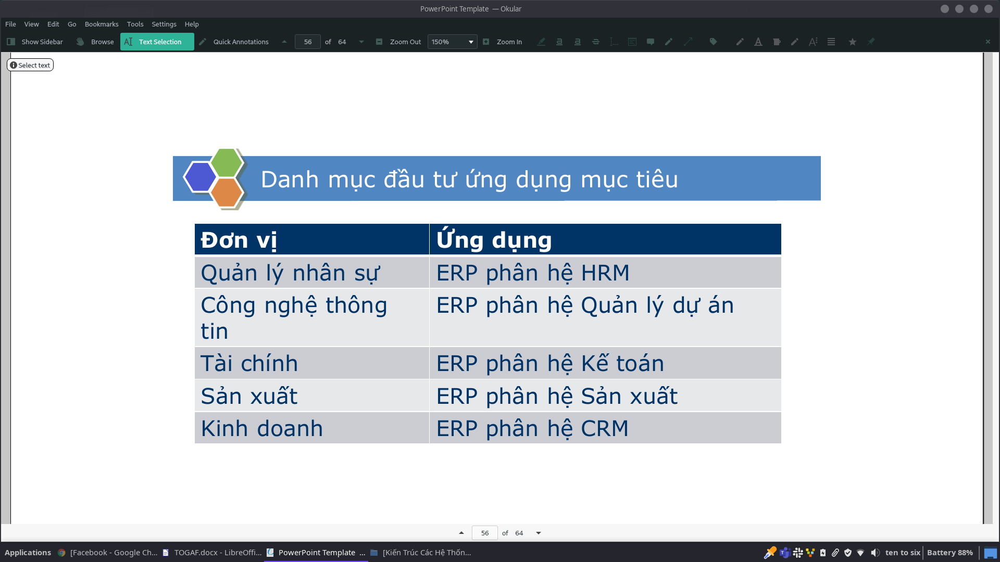 PowerPoint Template — Okular
File View Edit Go Bookmarks Tools Settings Help
Show Sidebar Browse Text Selection Quick Annotations 56 of 64 Zoom Out 150% Zoom In
Select text
Danh mục đầu tư ứng dụng mục tiêu
Đơn vị Ứng dụng
Quản lý nhân sự ERP phân hệ HRM
Công nghệ thông ERP phân hệ Quản lý dự án
tin
Tài chính ERP phân hệ Kế toán
Sản xuất ERP phân hệ Sản xuất
Kinh doanh ERP phân hệ CRM
56 of 64
Applications [Facebook - Google Ch... TOGAF.docx - LibreOffi... PowerPoint Template ... [Kiến Trúc Các Hệ Thốn... ten to six Battery 88%